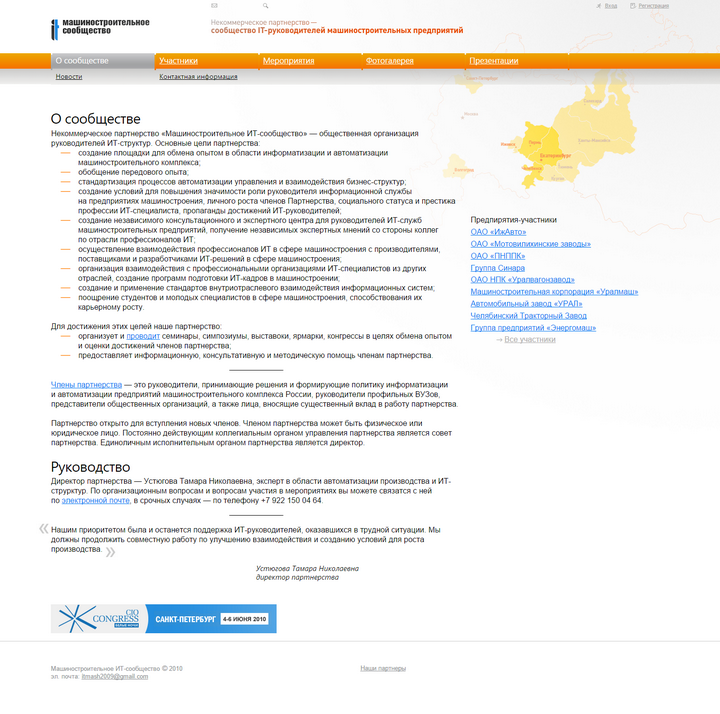 Вход
Регистрация
машиностроительное
сообщество
Некоммерческое партнерство —
сообщество IT-руководителей машиностроительных предприятий
О сообществе
Участники
Мероприятия
Фотогалерея
Презентации
Новости
Контактная информация
О сообществе
Некоммерческое партнерство «Машиностроительное ИТ-сообщество» — общественная организация
руководителей ИТ-структур. Основные цели партнерства:
— создание площадки для обмена опытом в области информатизации и автоматизации
машиностроительного комплекса;
— обобщение передового опыта;
— стандартизация процессов автоматизации управления и взаимодействия бизнес-структур;
— создание условий для повышения значимости роли руководителя информационной службы
на предприятиях машиностроения, личного роста членов Партнерства, социального статуса и престижа
профессии ИТ-специалиста, пропаганды достижений ИТ-руководителей;
— создание независимого консультационного и экспертного центра для руководителей ИТ-служб
машиностроительных предприятий, получение независимых экспертных мнений со стороны коллег
по отрасли профессионалов ИТ;
— осуществление взаимодействия профессионалов ИТ в сфере машиностроения с производителями,
поставщиками и разработчиками ИТ-решений в сфере машиностроения;
— организация взаимодействия с профессиональными организациями ИТ-специалистов из других
отраслей, создание программ подготовки ИТ-кадров в машиностроении;
— создание и применение стандартов внутриотраслевого взаимодействия информационных систем;
— поощрение студентов и молодых специалистов в сфере машиностроения, способствования их
карьерному росту.
Для достижения этих целей наше партнерство:
— организует и проводит семинары, симпозиумы, выставки, ярмарки, конгрессы в целях обмена опытом
и оценки достижений членов партнерства;
— предоставляет информационную, консультативную и методическую помощь членам партнерства.
Члены партнерства — это руководители, принимающие решения и формирующие политику информатизации
и автоматизации предприятий машиностроительного комплекса России, руководители профильных ВУЗов,
представители общественных организаций, а также лица, вносящие существенный вклад в работу партнерства.
Партнерство открыто для вступления новых членов. Членом партнерства может быть физическое или
юридическое лицо. Постоянно действующим коллегиальным органом управления партнерства является совет
партнерства. Единоличным исполнительным органом партнерства является директор.
Руководство
Директор партнерства — Устюгова Тамара Николаевна, эксперт в области автоматизации производства и ИТ-
структур. По организационным вопросам и вопросам участия в мероприятиях вы можете связатся с ней
по электронной почте, в срочных случаях — по телефону +7 922 150 04 64.
« Нашим приоритетом была и останется поддержка ИТ-руководителей, оказавшихся в трудной ситуации. Мы
должны продолжить совместную работу по улучшению взаимодействия и созданию условий для роста
производства. »
Устюгова Тамара Николаевна
директор партнерства
Предприятия-участники
ОАО «ИжАвто»
ОАО «Мотовилихинские заводы»
ОАО «ПНППК»
Группа Синара
ОАО НПК «Уралвагонзавод»
Машиностроительная корпорация «Уралмаш»
Автомобильный завод «УРАЛ»
Челябинский Тракторный Завод
Группа предприятий «Энергомаш»
→ Все участники
CIO
CONGRESS
БЕЛЫЕ НОЧИ
САНКТ-ПЕТЕРБУРГ
4-6 ИЮНЯ 2010
Машиностроительное ИТ-сообщество © 2010
эл. почта: itmash2009@gmail.com
Наши партнеры